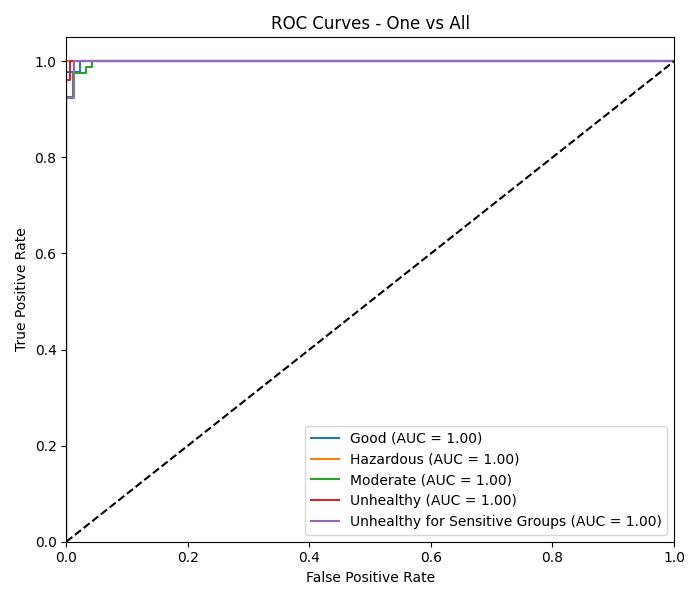 ROC Curves - One vs All
True Positive Rate
1.0
0.8
0.6
0.4
0.2
0.0
Good (AUC = 1.00)
Hazardous (AUC = 1.00)
Moderate (AUC = 1.00)
Unhealthy (AUC = 1.00)
Unhealthy for Sensitive Groups (AUC = 1.00)
0.0 0.2 0.4 0.6 0.8 1.0
False Positive Rate